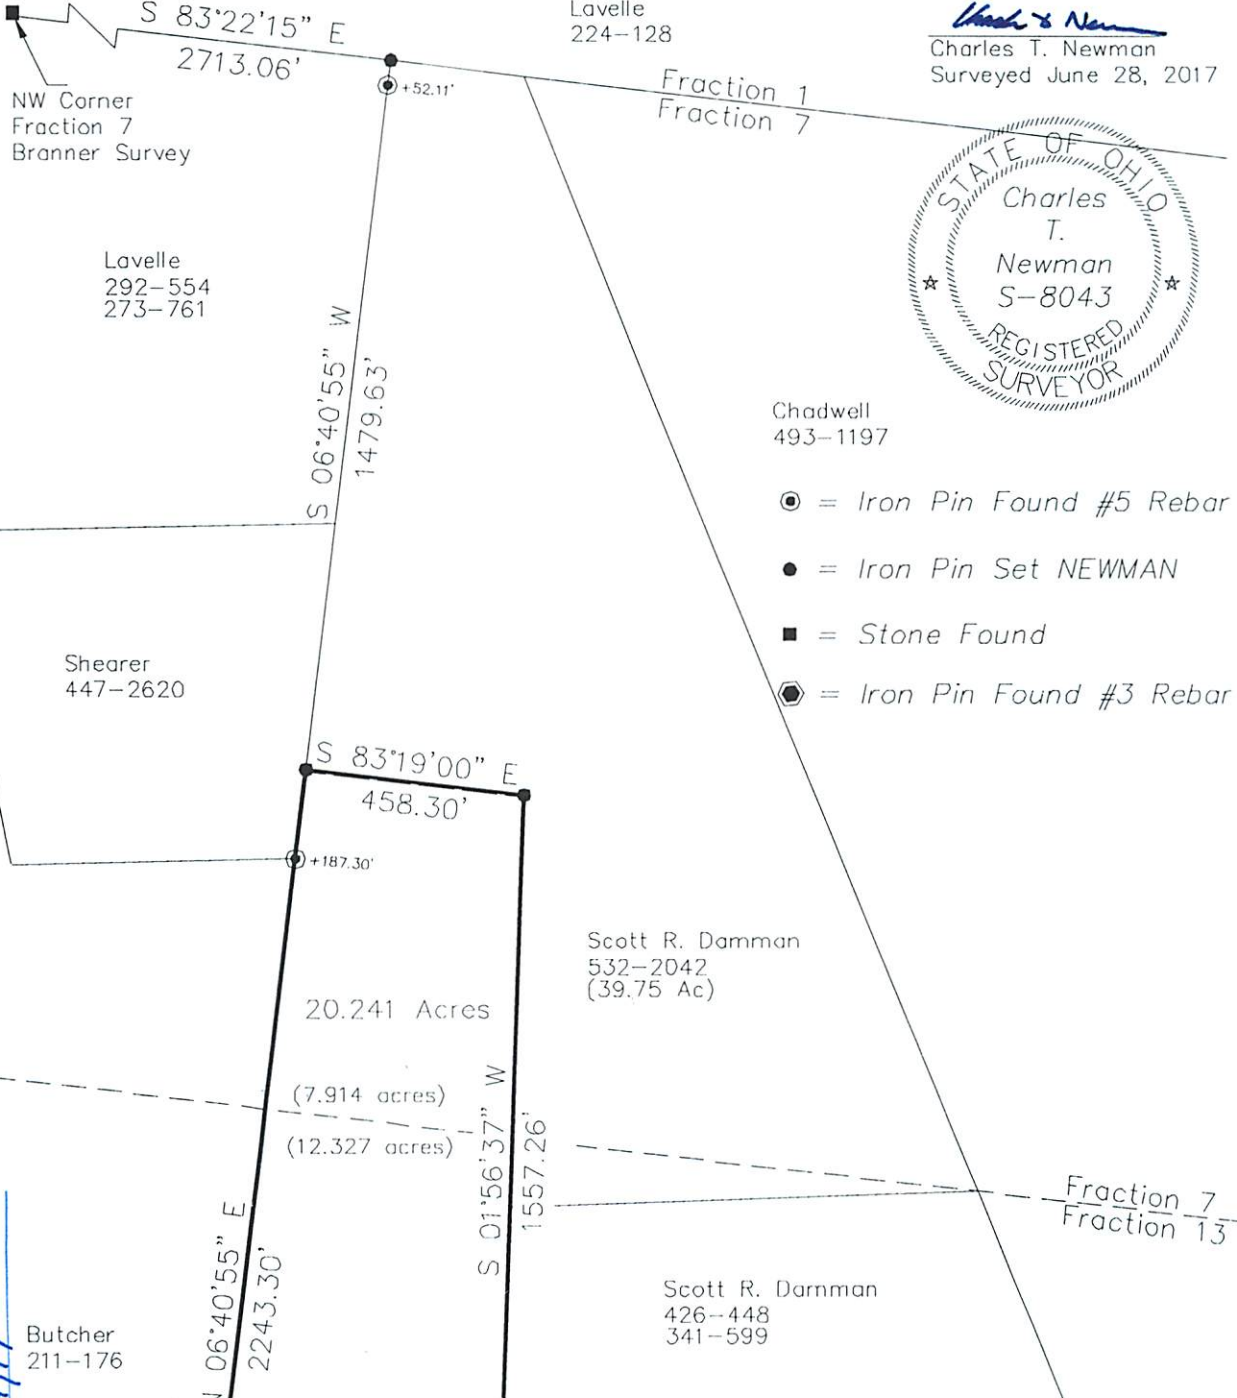 S 83°22'15" E
2713.06'
NW Corner
Fraction 7
Branner Survey
+52.11'
Lavelle
224-128
Fraction 1
Fraction 7
Charles T. Newman
Surveyed June 28, 2017
STATE OF OHIO
Charles
T.
Newman
S-8043
REGISTERED
SURVEYOR
Lavelle
292-554
273-761
S 06°40'55" W
1479.63'
Chadwell
493-1197
= Iron Pin Found #5 Rebar
= Iron Pin Set NEWMAN
= Stone Found
= Iron Pin Found #3 Rebar
Shearer
447-2620
S 83°19'00" E
458.30'
+187.30'
Scott R. Damman
532-2042
(39.75 Ac)
20.241 Acres
(7.914 acres)
(12.327 acres)
S 01°56'37" W
1557.26'
Fraction 7
Fraction 13
N 06°40'55" E
2243.30'
Scott R. Damman
426-448
341-599
Butcher
211-176